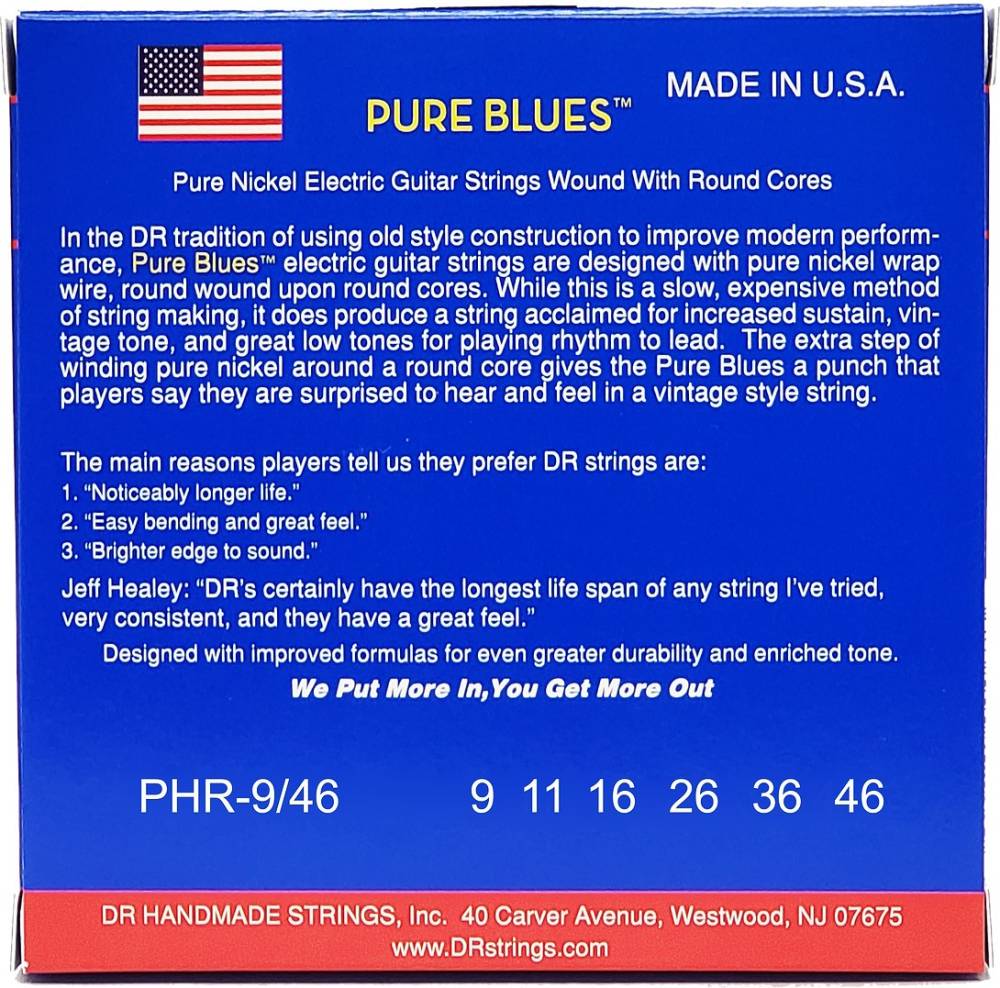 MADE IN U.S.A.
PURE BLUES™
Pure Nickel Electric Guitar Strings Wound With Round Cores
In the DR tradition of using old style construction to improve modern perform-
ance, Pure Blues™ electric guitar strings are designed with pure nickel wrap
wire, round wound upon round cores. While this is a slow, expensive method
of string making, it does produce a string acclaimed for increased sustain, vin-
tage tone, and great low tones for playing rhythm to lead. The extra step of
winding pure nickel around a round core gives the Pure Blues a punch that
players say they are surprised to hear and feel in a vintage style string.
The main reasons players tell us they prefer DR strings are:
1. “Noticeably longer life.”
2. “Easy bending and great feel.”
3. “Brighter edge to sound.”
Jeff Healey: “DR's certainly have the longest life span of any string I've tried,
very consistent, and they have a great feel.”
Designed with improved formulas for even greater durability and enriched tone.
We Put More In,You Get More Out
PHR-9/46 9 11 16 26 36 46
DR HANDMADE STRINGS, Inc. 40 Carver Avenue, Westwood, NJ 07675
www.DRstrings.com